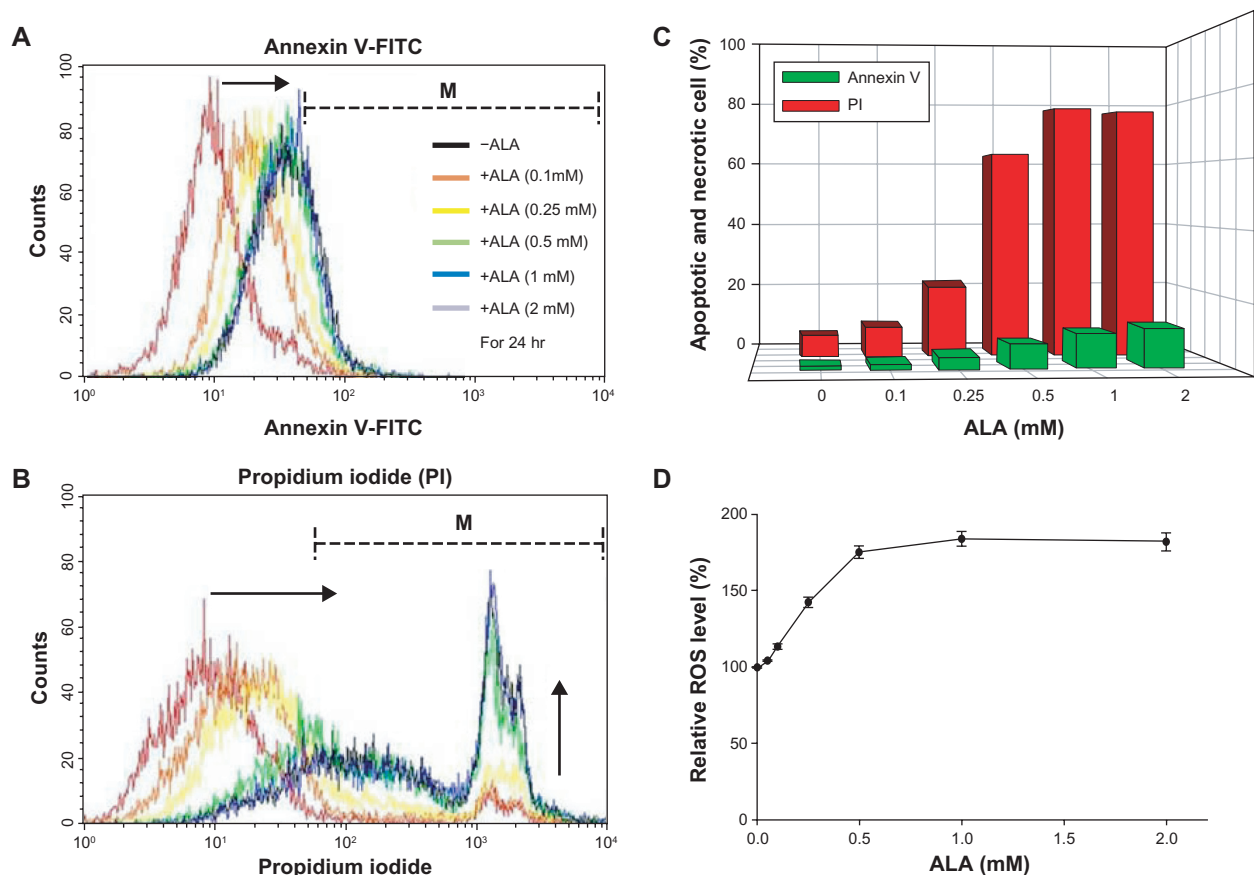 A
Annexin V-FITC
100
80
60
40
20
0
Counts
M
−ALA
+ALA (0.1mM)
+ALA (0.25 mM)
+ALA (0.5 mM)
+ALA (1 mM)
+ALA (2 mM)
For 24 hr
10⁰ 10¹ 10² 10³ 10⁴
Annexin V-FITC
B
Propidium iodide (PI)
100
80
60
40
20
0
Counts
M
10⁰ 10¹ 10² 10³ 10⁴
Propidium iodide
C
Apoptotic and necrotic cell (%)
100
80
60
40
20
0
Annexin V
PI
0 0.1 0.25 0.5 1 2
ALA (mM)
D
Relative ROS level (%)
200
150
100
50
0
0.0 0.5 1.0 1.5 2.0
ALA (mM)